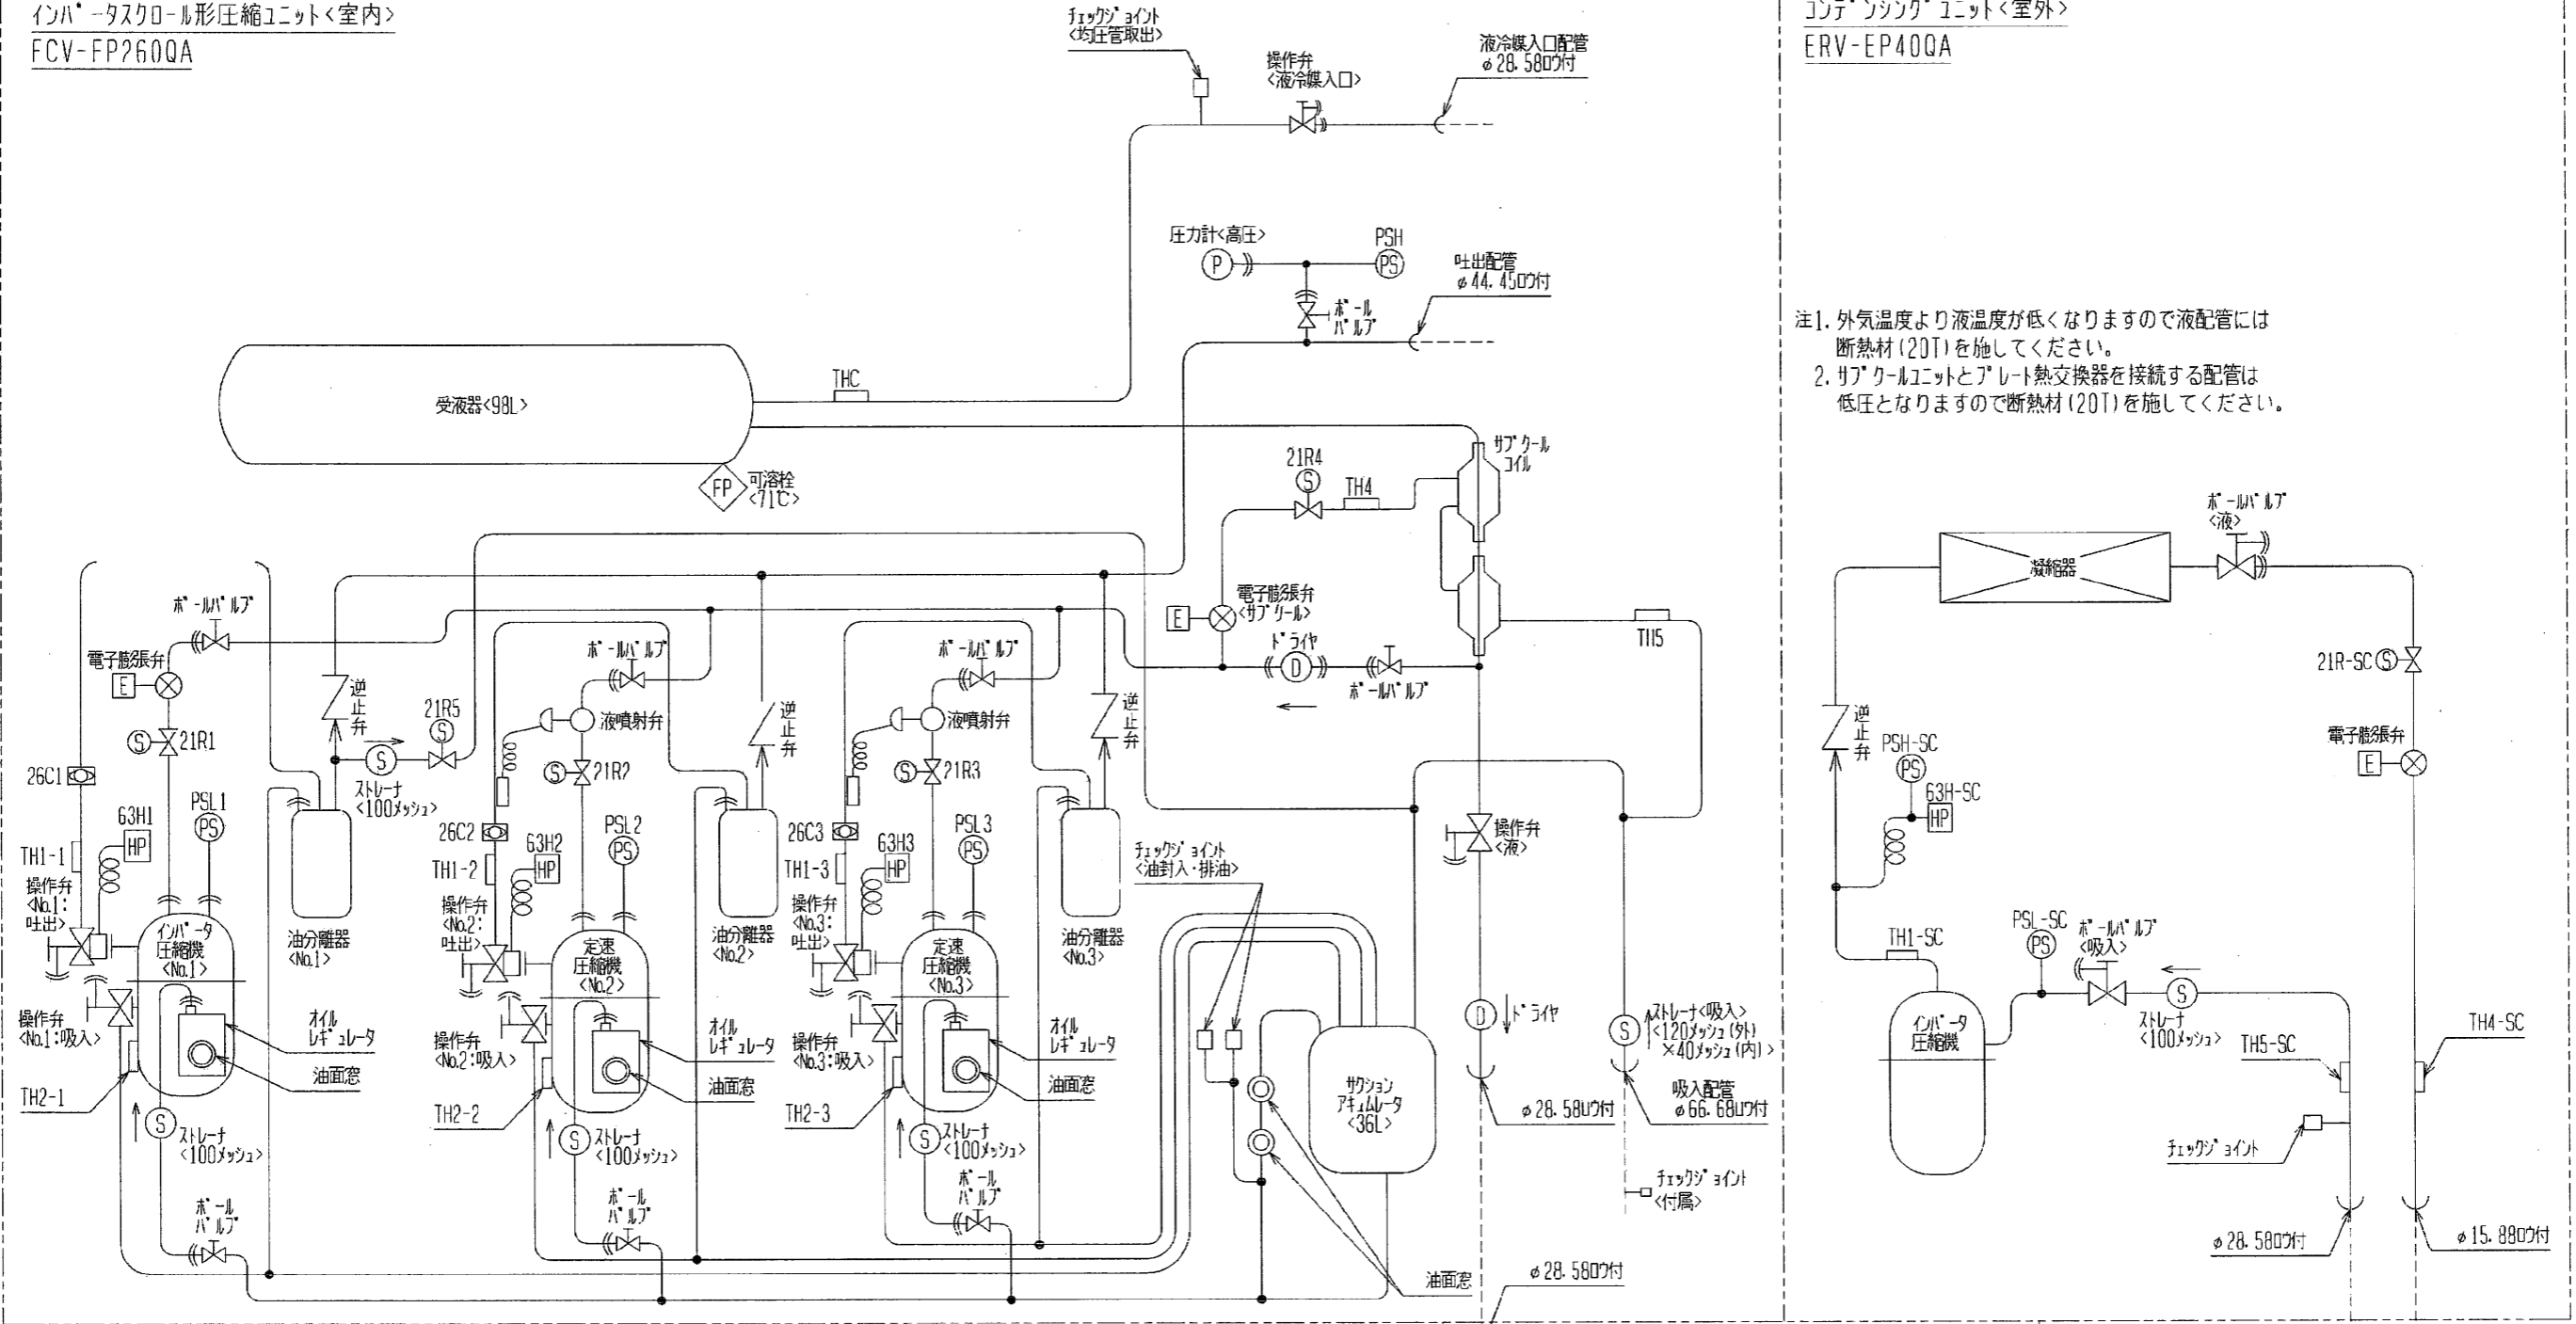 インバータスクロール形圧縮ユニット<室内>
FCV-FP260QA
チェックジョイント
<均圧管取出>
操作弁
<液冷媒入口>
液冷媒入口配管
φ28.58ロウ付
圧力計<高圧>
P
PSH
PS
吐出配管
φ44.45ロウ付
ボール
バルブ
受液器<98L>
THC
FP
可溶栓
<71℃>
サブクール
コイル
21R4
S
TH4
電子膨張弁
<サブクール>
E
ドライヤ
D
ボールバルブ
TH5
ボールバルブ
電子膨張弁
E
S
21R1
26C1
63H1
HP
PSL1
PS
TH1-1
操作弁
<No.1:
吐出>
インバータ
圧縮機
<No.1>
操作弁
<No.1:吸入>
TH2-1
オイル
レギュレータ
油面窓
S
ストレーナ
<100メッシュ>
ボール
バルブ
逆止弁
油分離器
<No.1>
S
ストレーナ
<100メッシュ>
21R5
S
ボールバルブ
液噴射弁
S
21R2
26C2
63H2
HP
PSL2
PS
TH1-2
操作弁
<No.2:
吐出>
定速
圧縮機
<No.2>
操作弁
<No.2:吸入>
TH2-2
オイル
レギュレータ
油面窓
S
ストレーナ
<100メッシュ>
ボール
バルブ
逆止弁
油分離器
<No.2>
ボールバルブ
液噴射弁
S
21R3
26C3
63H3
HP
PSL3
PS
TH1-3
操作弁
<No.3:
吐出>
定速
圧縮機
<No.3>
操作弁
<No.3:吸入>
TH2-3
オイル
レギュレータ
油面窓
S
ストレーナ
<100メッシュ>
ボール
バルブ
逆止弁
油分離器
<No.3>
チェックジョイント
<油封入・排油>
サクション
アキュムレータ
<36L>
油面窓
操作弁
<液>
D
ドライヤ
φ28.58ロウ付
S
ストレーナ<吸入>
<120メッシュ(外)
×40メッシュ(内)>
吸入配管
φ66.68ロウ付
チェックジョイント
<付属>
φ28.58ロウ付
コンデンシングユニット<室外>
ERV-EP40QA
注1.外気温度より液温度が低くなりますので液配管には
断熱材(20T)を施してください。
2.サブクールユニットとプレート熱交換器を接続する配管は
低圧となりますので断熱材(20T)を施してください。
凝縮器
ボールバルブ
<液>
21R-SC
S
電子膨張弁
E
逆止弁
PSH-SC
PS
63H-SC
HP
TH1-SC
インバータ
圧縮機
PSL-SC
PS
ボールバルブ
<吸入>
S
ストレーナ
<100メッシュ>
TH5-SC
TH4-SC
チェックジョイント
φ28.58ロウ付
φ15.88ロウ付